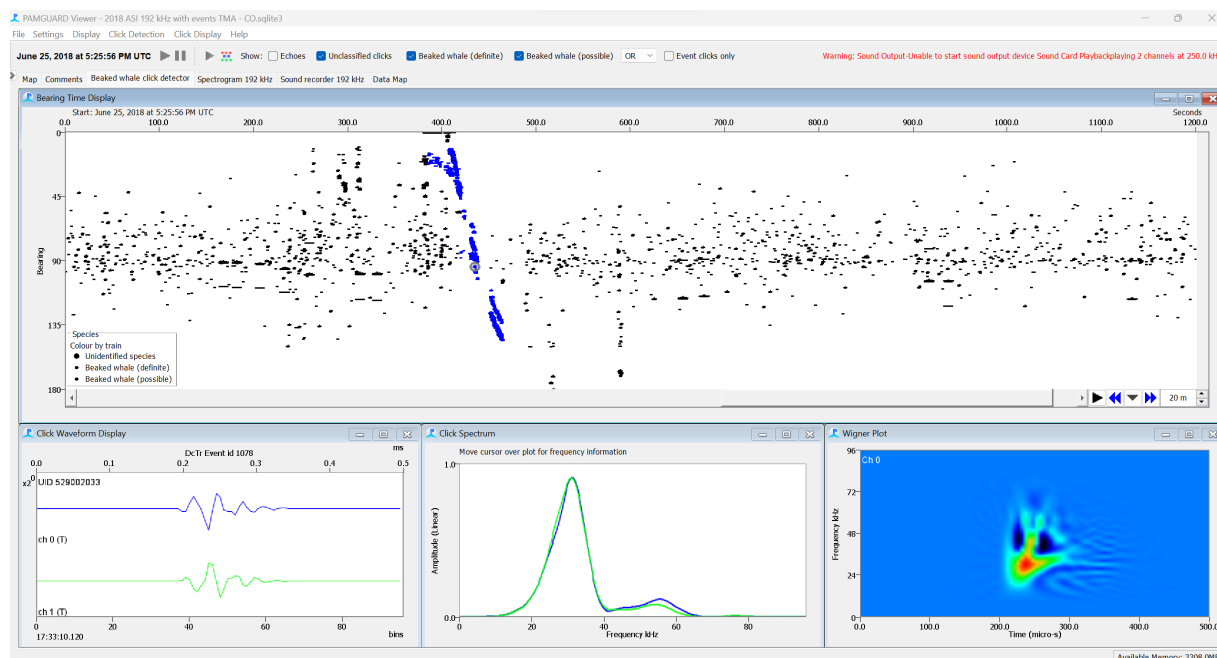 PAMGUARD Viewer - 2018 ASI 192 kHz with events TMA - CO.sqlite3
File Settings Display Click Detection Click Display Help
June 25, 2018 at 5:25:56 PM UTC Show: Echoes Unclassified clicks Beaked whale (definite) Beaked whale (possible) OR Event clicks only Warning: Sound Output-Unable to start sound output device Sound Card Playbackplaying 2 channels at 250.0 kH
Map Comments Beaked whale click detector Spectrogram 192 kHz Sound recorder 192 kHz Data Map
Bearing Time Display
Start: June 25, 2018 at 5:25:56 PM UTC Seconds
0.0 100.0 200.0 300.0 400.0 500.0 600.0 700.0 800.0 900.0 1000.0 1100.0 1200.0
0
45
90
135
180
Bearing
Species
Colour by train
Unidentified species
Beaked whale (definite)
Beaked whale (possible)
20 m
Click Waveform Display
DcTr Event id 1078 ms
0.0 0.1 0.2 0.3 0.4 0.5
x2^0 UID 529002033
ch 0 (T)
ch 1 (T)
0 20 40 60 80
17:33:10.120 bins
Click Spectrum
Move cursor over plot for frequency information
1.0
Amplitude (Linear)
0.0
0 20 40 60 80
Frequency kHz
Wigner Plot
Ch 0
96
72
48
24
0
Frequency kHz
0.0 100.0 200.0 300.0 400.0 500.0
Time (micro-s)
Available Memory: 3308.0M